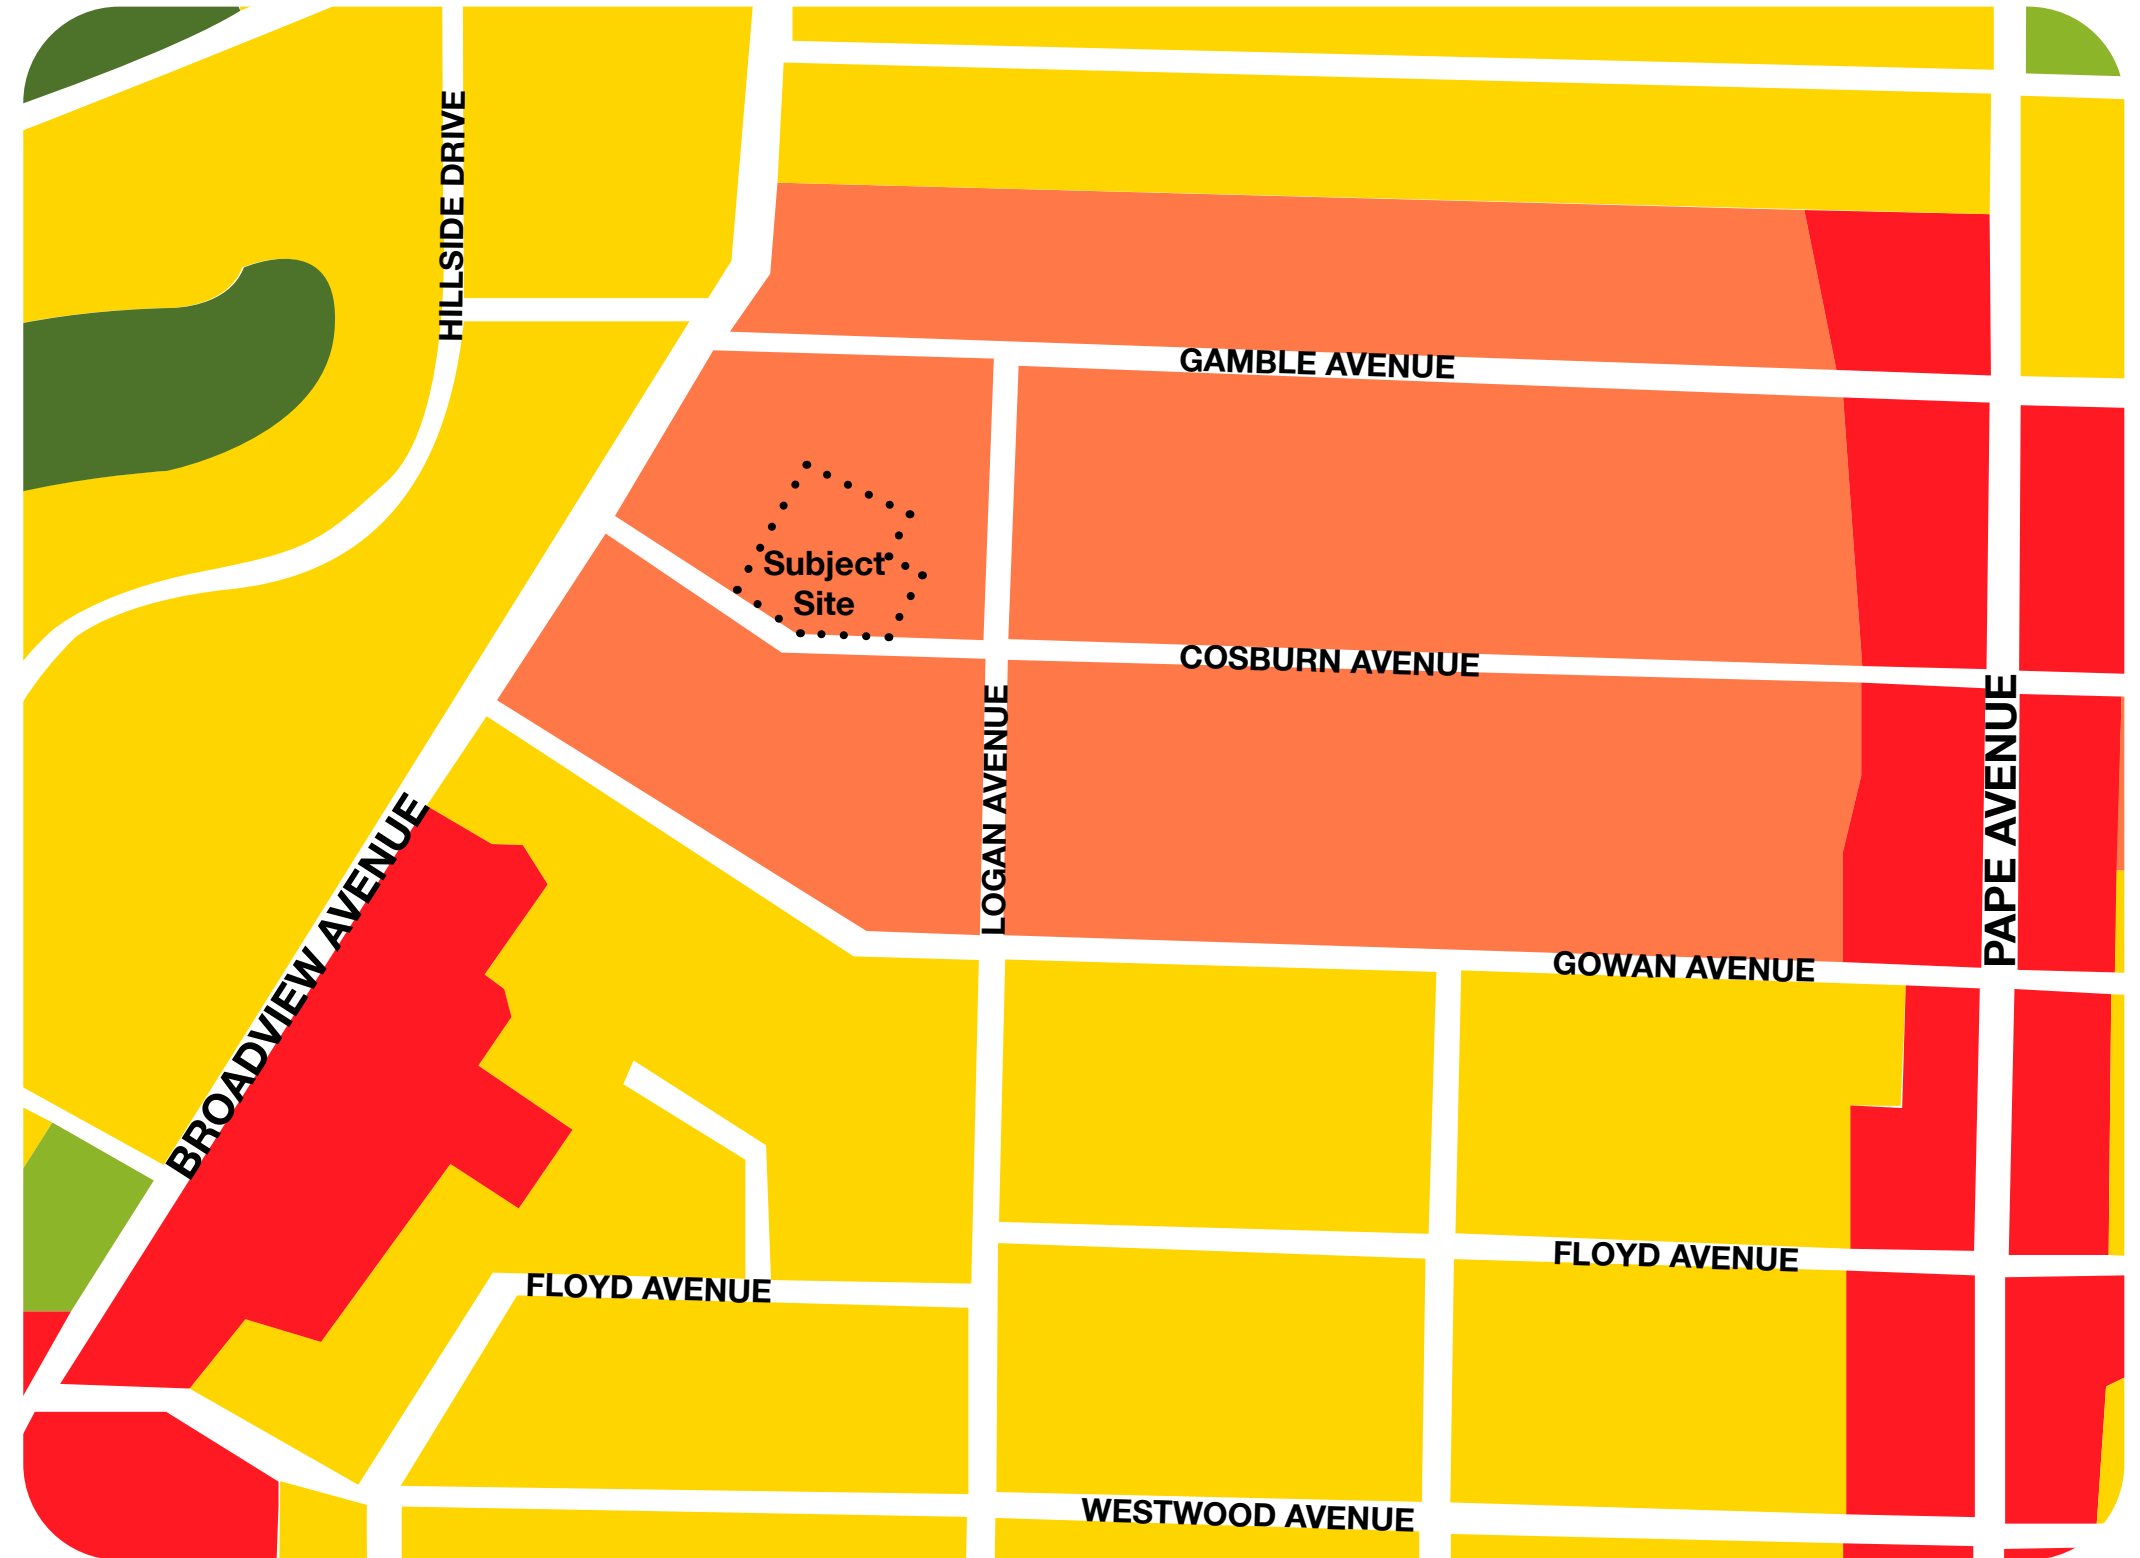 HILLSIDE DRIVE
GAMBLE AVENUE
Subject
Site
COSBURN AVENUE
LOGAN AVENUE
PAPE AVENUE
BROADVIEW AVENUE
GOWAN AVENUE
FLOYD AVENUE
FLOYD AVENUE
WESTWOOD AVENUE